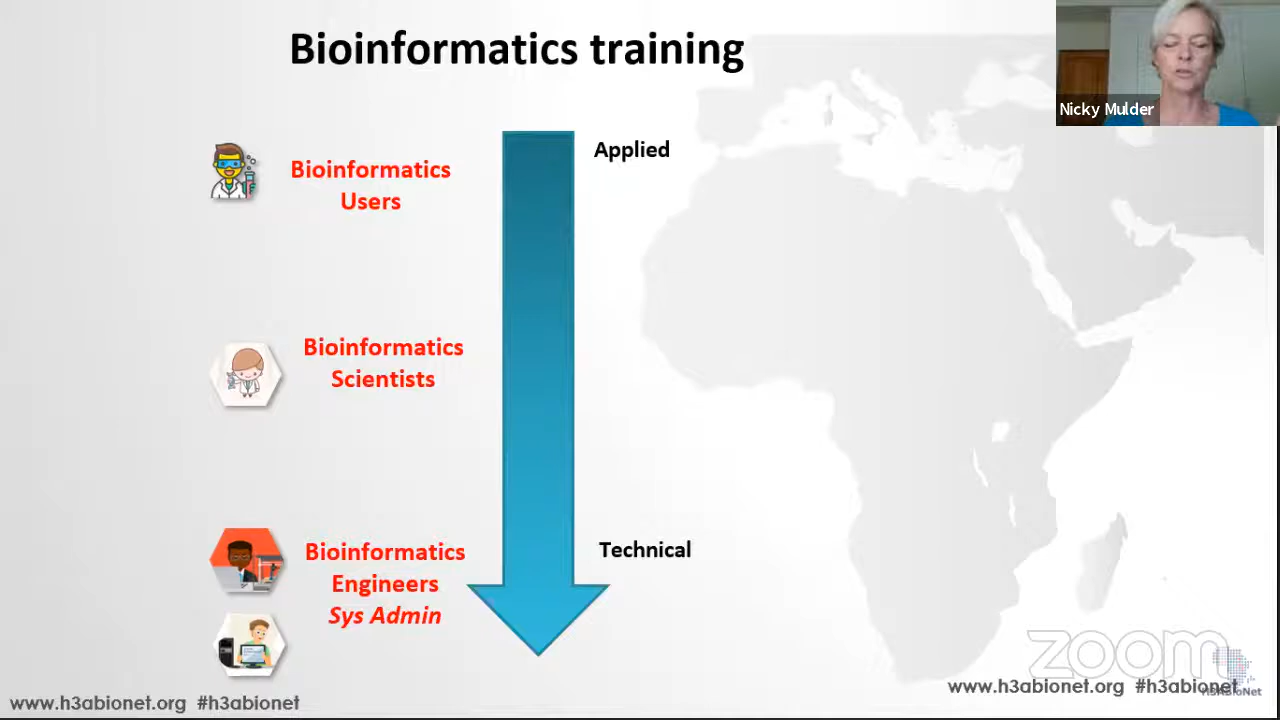 Bioinformatics training
Nicky Mulder
Applied
Bioinformatics
Users
Bioinformatics
Scientists
Technical
Bioinformatics
Engineers
Sys Admin
zoom
www.h3abionet.org #h3abionet
H3ABioNet
www.h3abionet.org #h3abionet